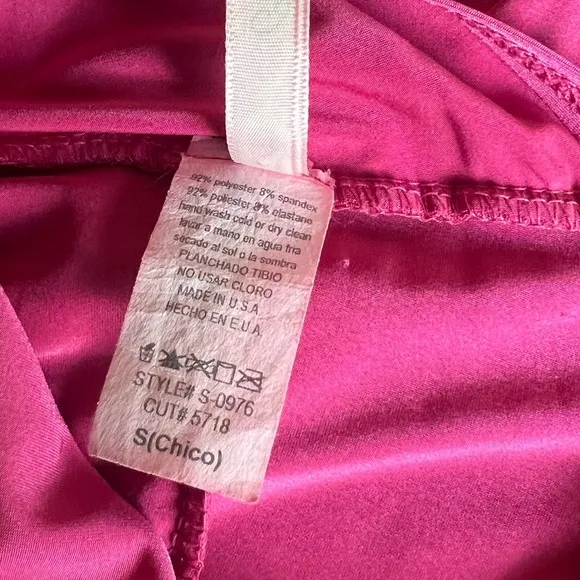 92% polyester 8% spandex
92% poliester 8% elastane
hand wash cold or dry clean
lavar a mano en agua fria
secado al sol o la sombra
PLANCHADO TIBIO
NO USAR CLORO
MADE IN U.S.A
HECHO EN E.U.A.
STYLE# S-0976
CUT# 5718
S(Chico)